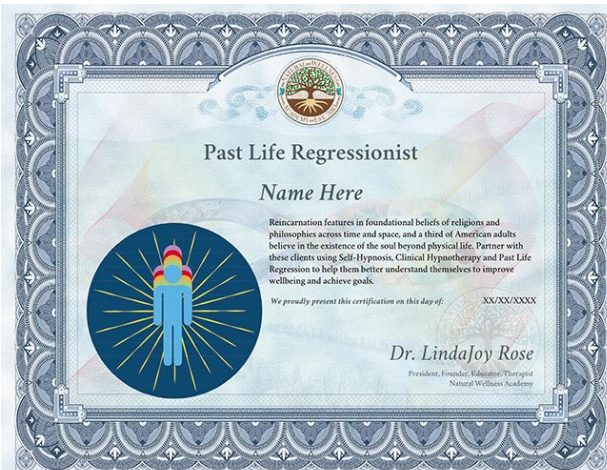 NATURAL WELLNESS
ACADEMY
Past Life Regressionist
Name Here
Reincarnation features in foundational beliefs of religions and
philosophies across time and space, and a third of American adults
believe in the existence of the soul beyond physical life. Partner with
these clients using Self-Hypnosis, Clinical Hypnotherapy and Past Life
Regression to help them better understand themselves to improve
wellbeing and achieve goals.
We proudly present this certification on this day of: XX/XX/XXXX
Dr. LindaJoy Rose
President, Founder, Educator, Therapist
Natural Wellness Academy